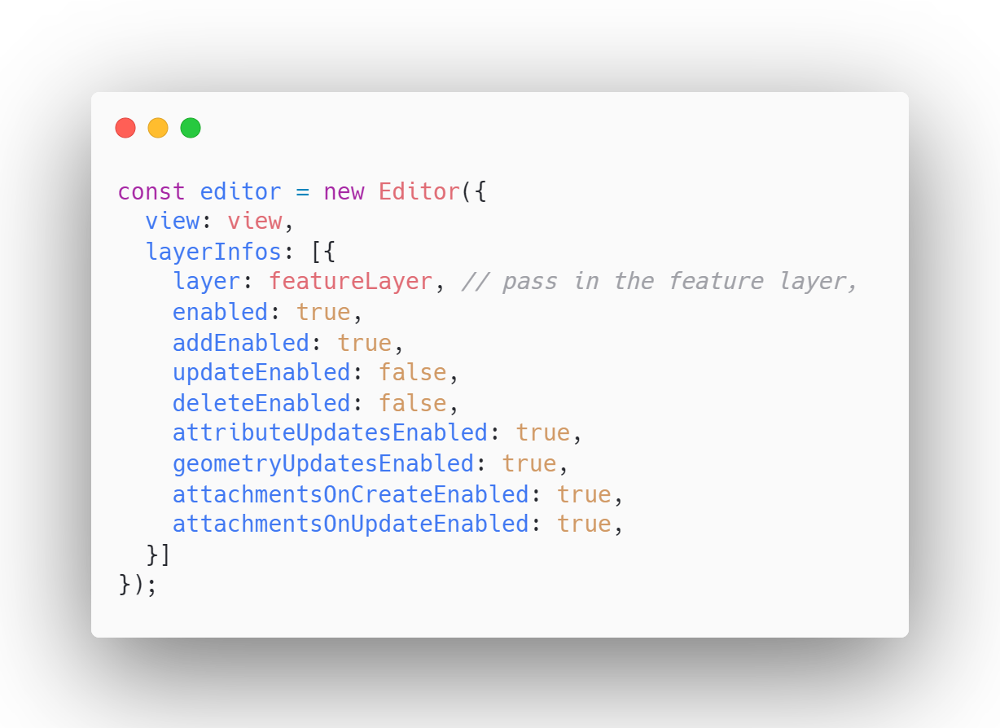 const editor = new Editor({
  view: view,
  layerInfos: [{
    layer: featureLayer, // pass in the feature layer,
    enabled: true,
    addEnabled: true,
    updateEnabled: false,
    deleteEnabled: false,
    attributeUpdatesEnabled: true,
    geometryUpdatesEnabled: true,
    attachmentsOnCreateEnabled: true,
    attachmentsOnUpdateEnabled: true,
  }]
});